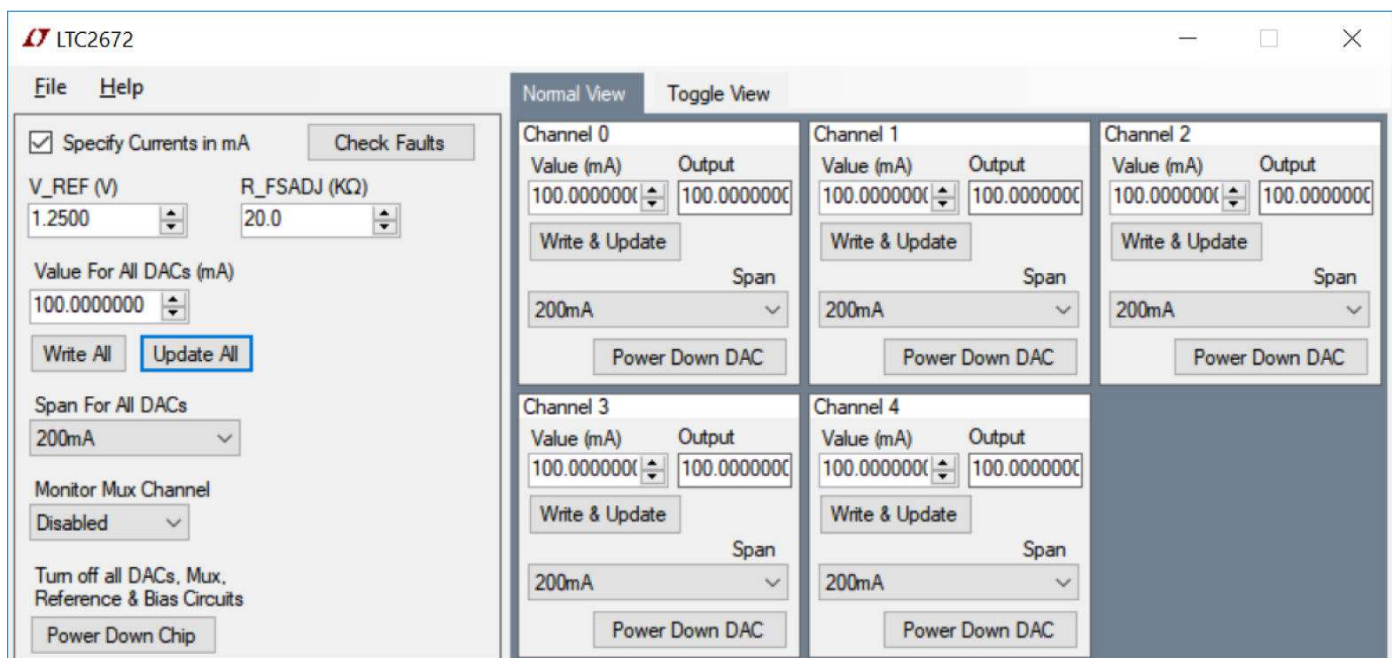 LTC2672
File Help
Specify Currents in mA Check Faults
V_REF (V) R_FSADJ (KΩ)
1.2500 20.0
Value For All DACs (mA)
100.0000000
Write All Update All
Span For All DACs
200mA
Monitor Mux Channel
Disabled
Turn off all DACs, Mux,
Reference & Bias Circuits
Power Down Chip
Normal View Toggle View
Channel 0
Value (mA) Output
100.0000000 100.0000000
Write & Update
Span
200mA
Power Down DAC
Channel 1
Value (mA) Output
100.0000000 100.0000000
Write & Update
Span
200mA
Power Down DAC
Channel 2
Value (mA) Output
100.0000000 100.0000000
Write & Update
Span
200mA
Power Down DAC
Channel 3
Value (mA) Output
100.0000000 100.0000000
Write & Update
Span
200mA
Power Down DAC
Channel 4
Value (mA) Output
100.0000000 100.0000000
Write & Update
Span
200mA
Power Down DAC